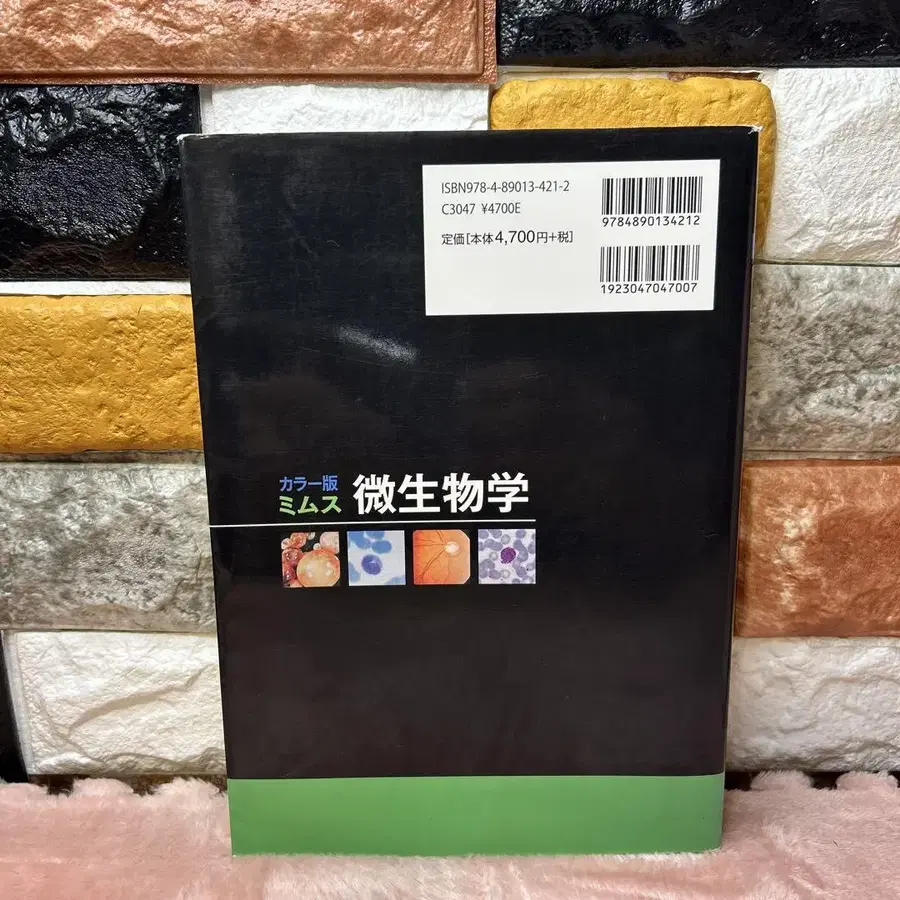 ISBN978-4-89013-421-2
C3047 ¥4700E
定価[本体4,700円+税]
9784890134212
1923047047007
カラー版
ミムス 微生物学